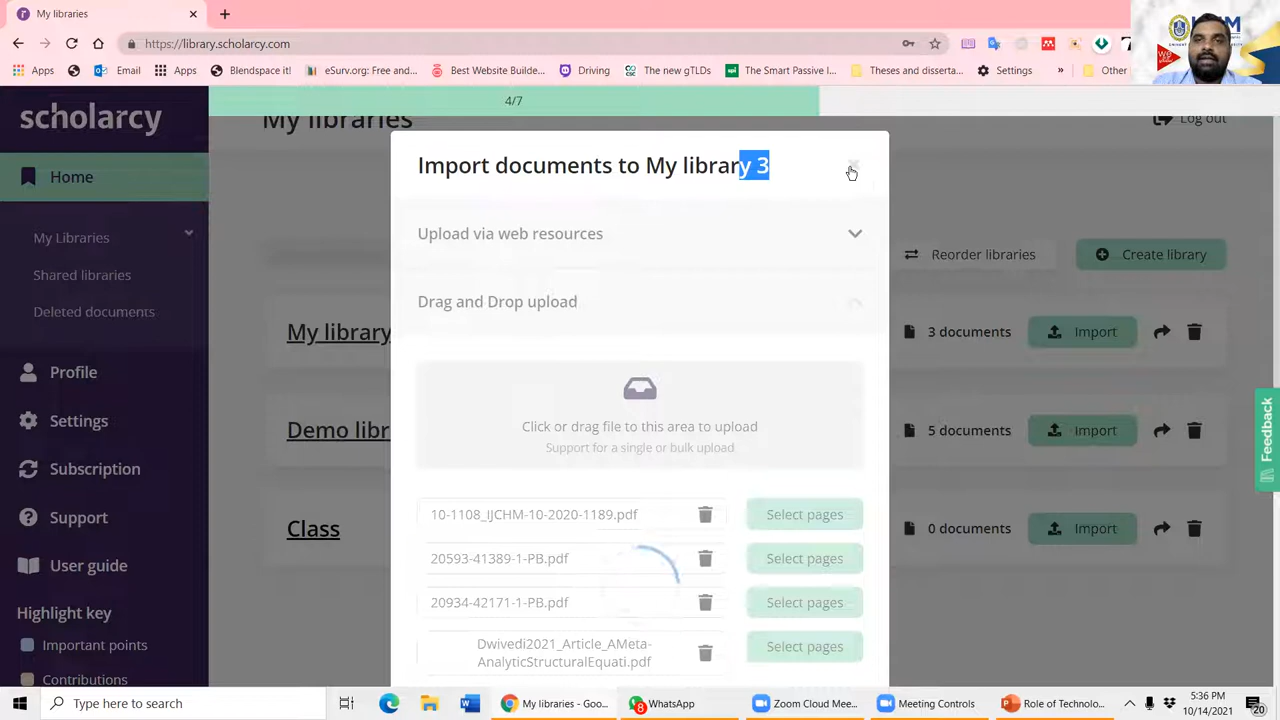 My libraries
https://library.scholarcy.com
Apps
Q
Email
Apps
Blendspace it!
eSurv.org: Free and...
Best Website Builde...
Driving
The new gTLDs
The Smart Passive I...
Theses and disserta...
Settings
»
Other
scholarcy
4/7
My libraries
Log out
Home
My Libraries
Shared libraries
Deleted documents
Profile
Settings
Subscription
Support
User guide
Highlight key
Important points
Contributions
Import documents to My library 3
Upload via web resources
Drag and Drop upload
Click or drag file to this area to upload
Support for a single or bulk upload
10-1108_IJCHM-10-2020-1189.pdf
Select pages
20593-41389-1-PB.pdf
Select pages
20934-42171-1-PB.pdf
Select pages
Dwivedi2021_Article_AMeta-
AnalyticStructuralEquati.pdf
Select pages
Reorder libraries
Create library
My library
3 documents
Import
Demo libr
5 documents
Import
Class
0 documents
Import
Feedback
Type here to search
My libraries - Goo...
8
WhatsApp
Zoom Cloud Mee...
Meeting Controls
Role of Technolog...
5:36 PM
10/14/2021
20